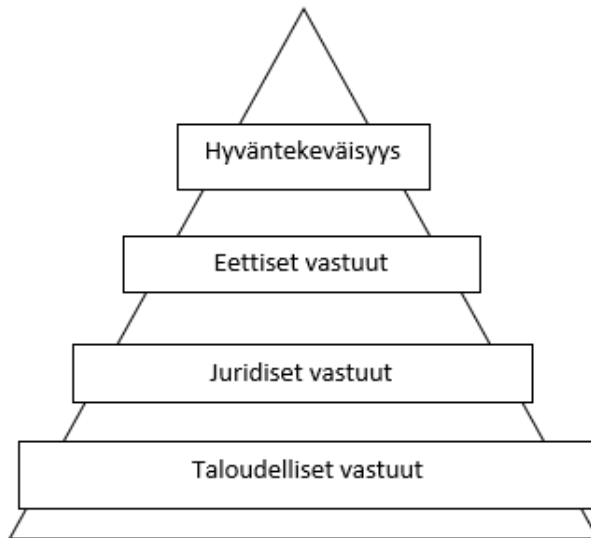 Hyväntekeväisyys
Eettiset vastuut
Juridiset vastuut
Taloudelliset vastuut